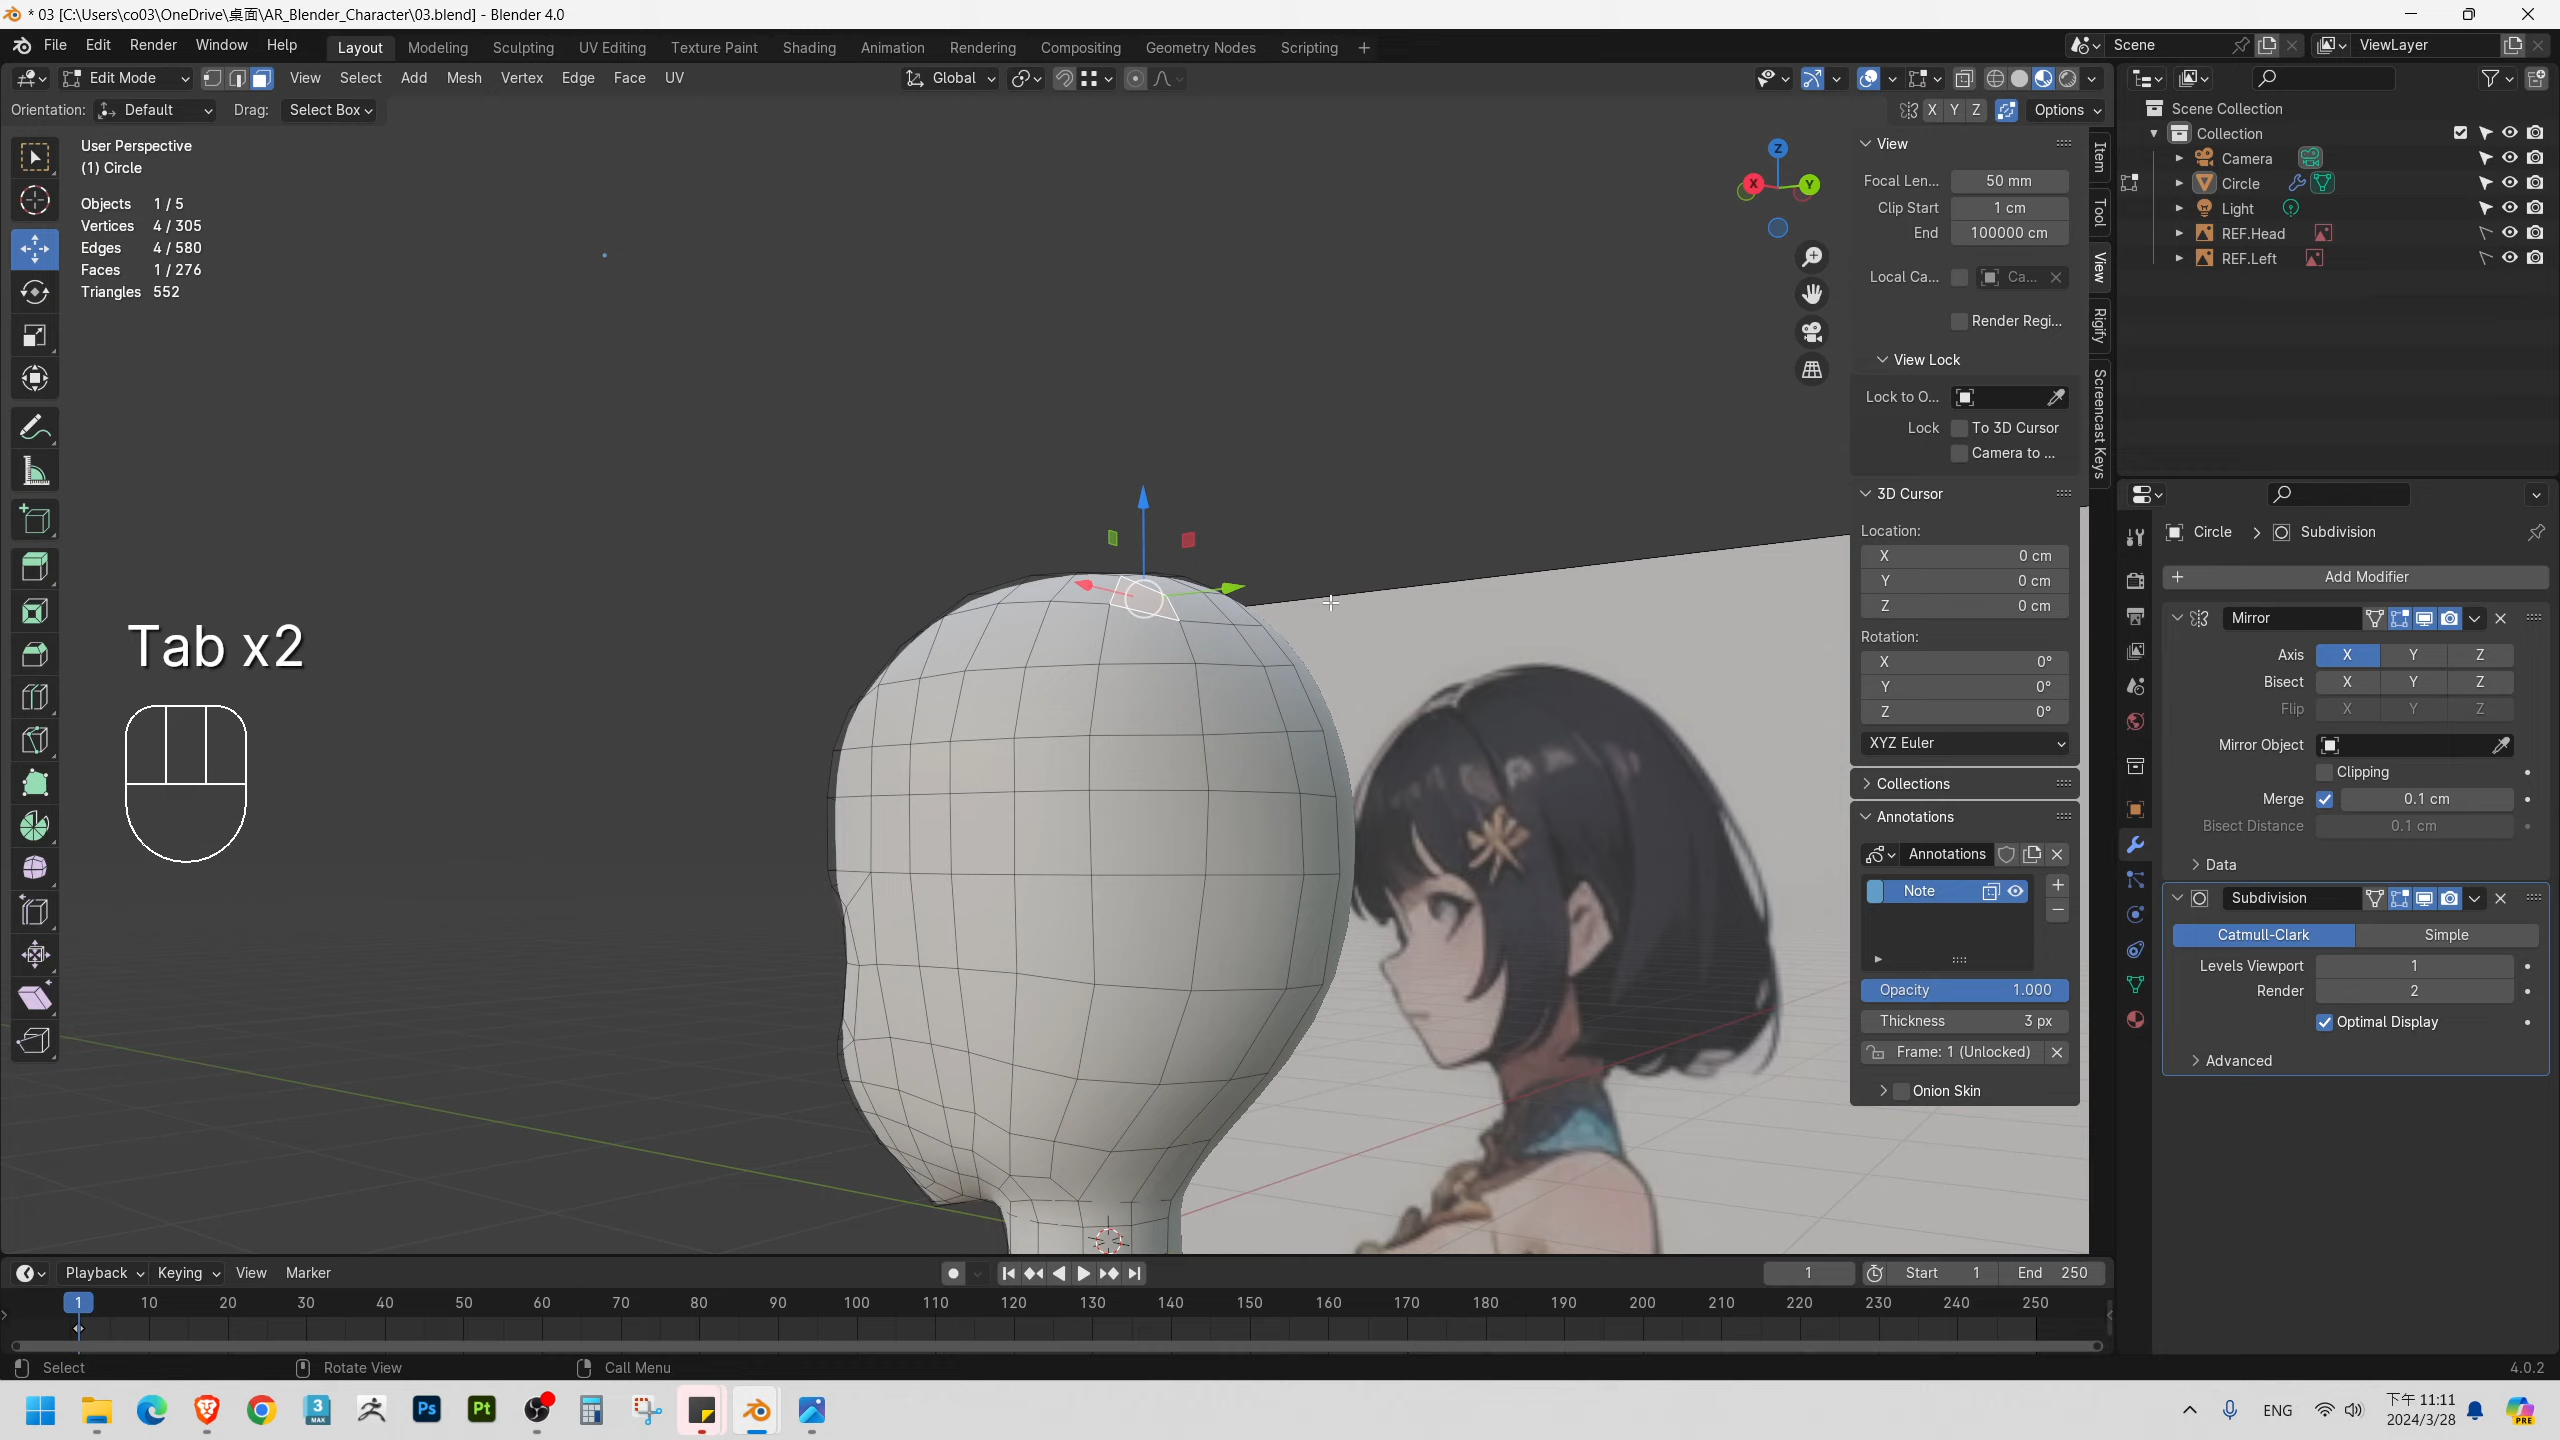 * 03 [C:\Users\co03\OneDrive\桌面\AR_Blender_Character\03.blend] - Blender 4.0
File Edit Render Window Help Layout Modeling Sculpting UV Editing Texture Paint Shading Animation Rendering Compositing Geometry Nodes Scripting + Scene ViewLayer
Edit Mode View Select Add Mesh Vertex Edge Face UV Global
Orientation: Default Drag: Select Box X Y Z Options
User Perspective
(1) Circle
Objects 1 / 5
Vertices 4 / 305
Edges 4 / 580
Faces 1 / 276
Triangles 552
Tab x2
Z
X
Y
View
Focal Len... 50 mm
Clip Start 1 cm
End 100000 cm
Local Ca... Ca...
Render Regi...
View Lock
Lock to O...
Lock To 3D Cursor
Camera to ...
3D Cursor
Location:
X 0 cm
Y 0 cm
Z 0 cm
Rotation:
X 0°
Y 0°
Z 0°
XYZ Euler
Collections
Annotations
Annotations
Note
Opacity 1.000
Thickness 3 px
Frame: 1 (Unlocked)
Onion Skin
Item
Tool
View
Rigify
Screencast Keys
Scene Collection
Collection
Camera
Circle
Light
REF.Head
REF.Left
Circle > Subdivision
+ Add Modifier
Mirror
Axis X Y Z
Bisect X Y Z
Flip X Y Z
Mirror Object
Clipping
Merge 0.1 cm
Bisect Distance 0.1 cm
Data
Subdivision
Catmull-Clark Simple
Levels Viewport 1
Render 2
Optimal Display
Advanced
Playback Keying View Marker 1 Start 1 End 250
1 10 20 30 40 50 60 70 80 90 100 110 120 130 140 150 160 170 180 190 200 210 220 230 240 250
Select Rotate View Call Menu 4.0.2
3 MAX Ps Pt ENG 下午 11:11
2024/3/28
PRE